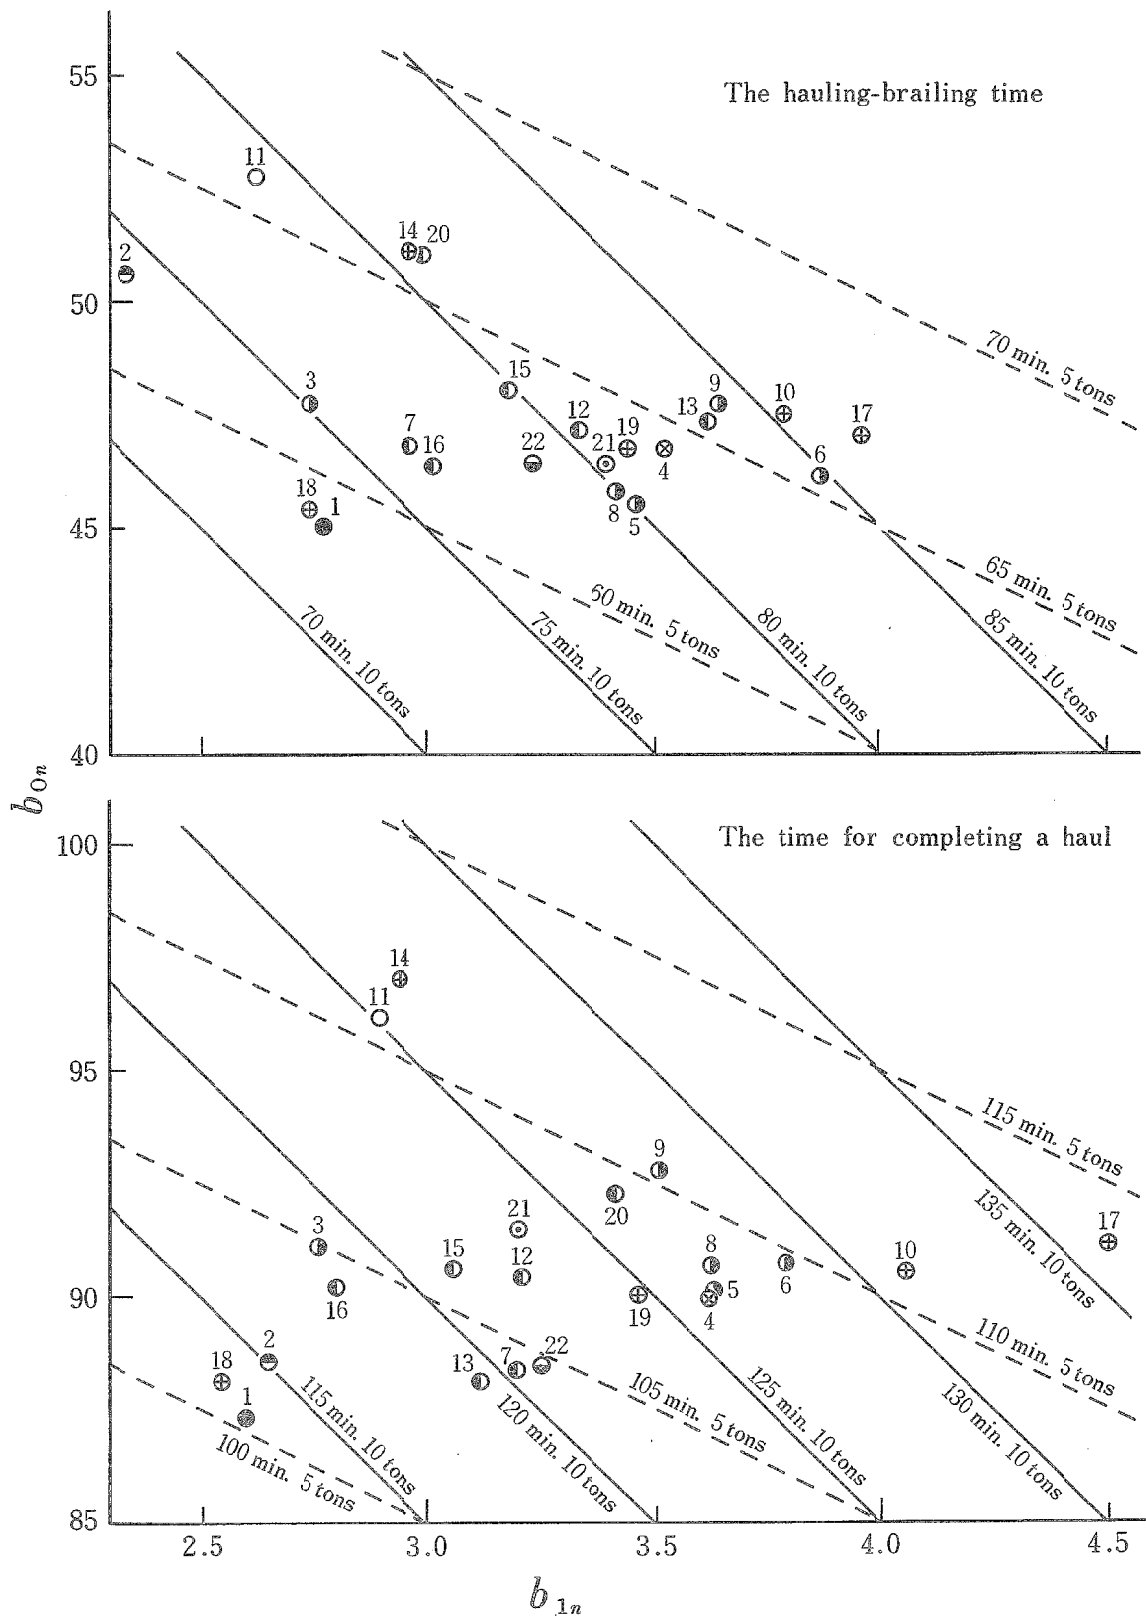 55
The hauling-brailing time
11
14 20
2
50
70 min. 5 tons
3
15
9
10
17
7
16
12
19
13
22
21
4
6
18
1
8
5
45
65 min. 5 tons
60 min. 5 tons
70 min. 10 tons
75 min. 10 tons
80 min. 10 tons
85 min. 10 tons
40
b0n
100
The time for completing a haul
14
11
95
115 min. 5 tons
9
3
21
20
135 min. 10 tons
17
15
12
8
10
16
5
6
90
19
4
2
22
18
13
7
110 min. 5 tons
1
105 min. 5 tons
115 min. 10 tons
120 min. 10 tons
125 min. 10 tons
130 min. 10 tons
100 min. 5 tons
85
2.5 3.0 3.5 4.0 4.5
b1n